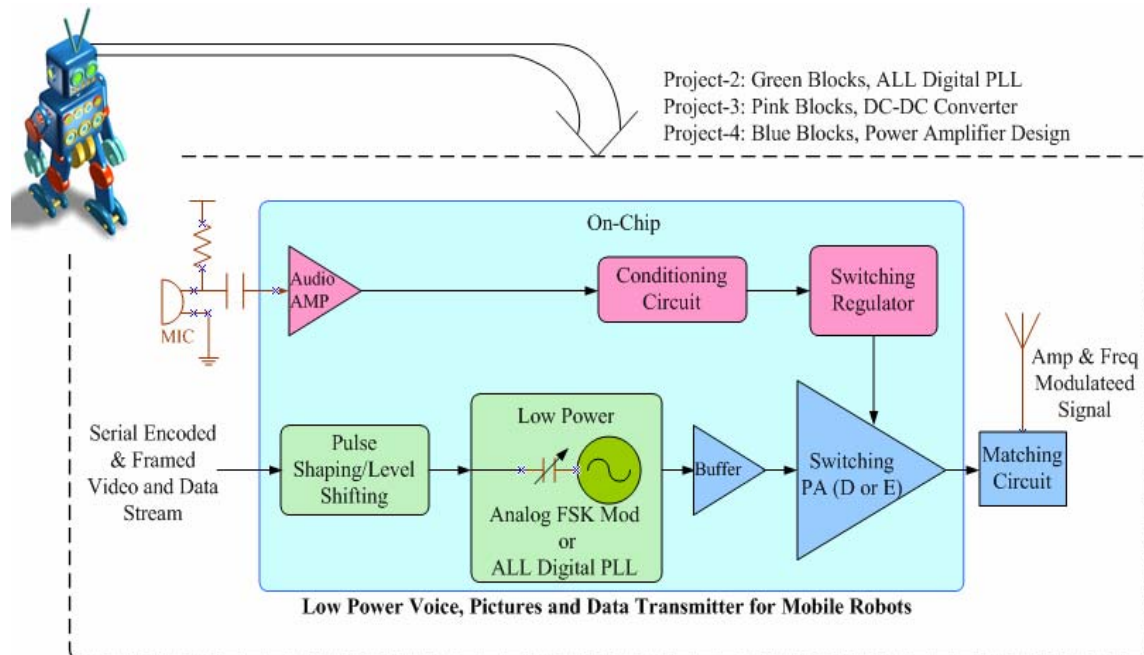 Project-2: Green Blocks, ALL Digital PLL
Project-3: Pink Blocks, DC-DC Converter
Project-4: Blue Blocks, Power Amplifier Design
On-Chip
Audio
AMP
Conditioning
Circuit
Switching
Regulator
MIC
Amp & Freq
Modulateed
Signal
Serial Encoded
& Framed
Video and Data
Stream
Pulse
Shaping/Level
Shifting
Low Power
Analog FSK Mod
or
ALL Digital PLL
Buffer
Switching
PA (D or E)
Matching
Circuit
Low Power Voice, Pictures and Data Transmitter for Mobile Robots